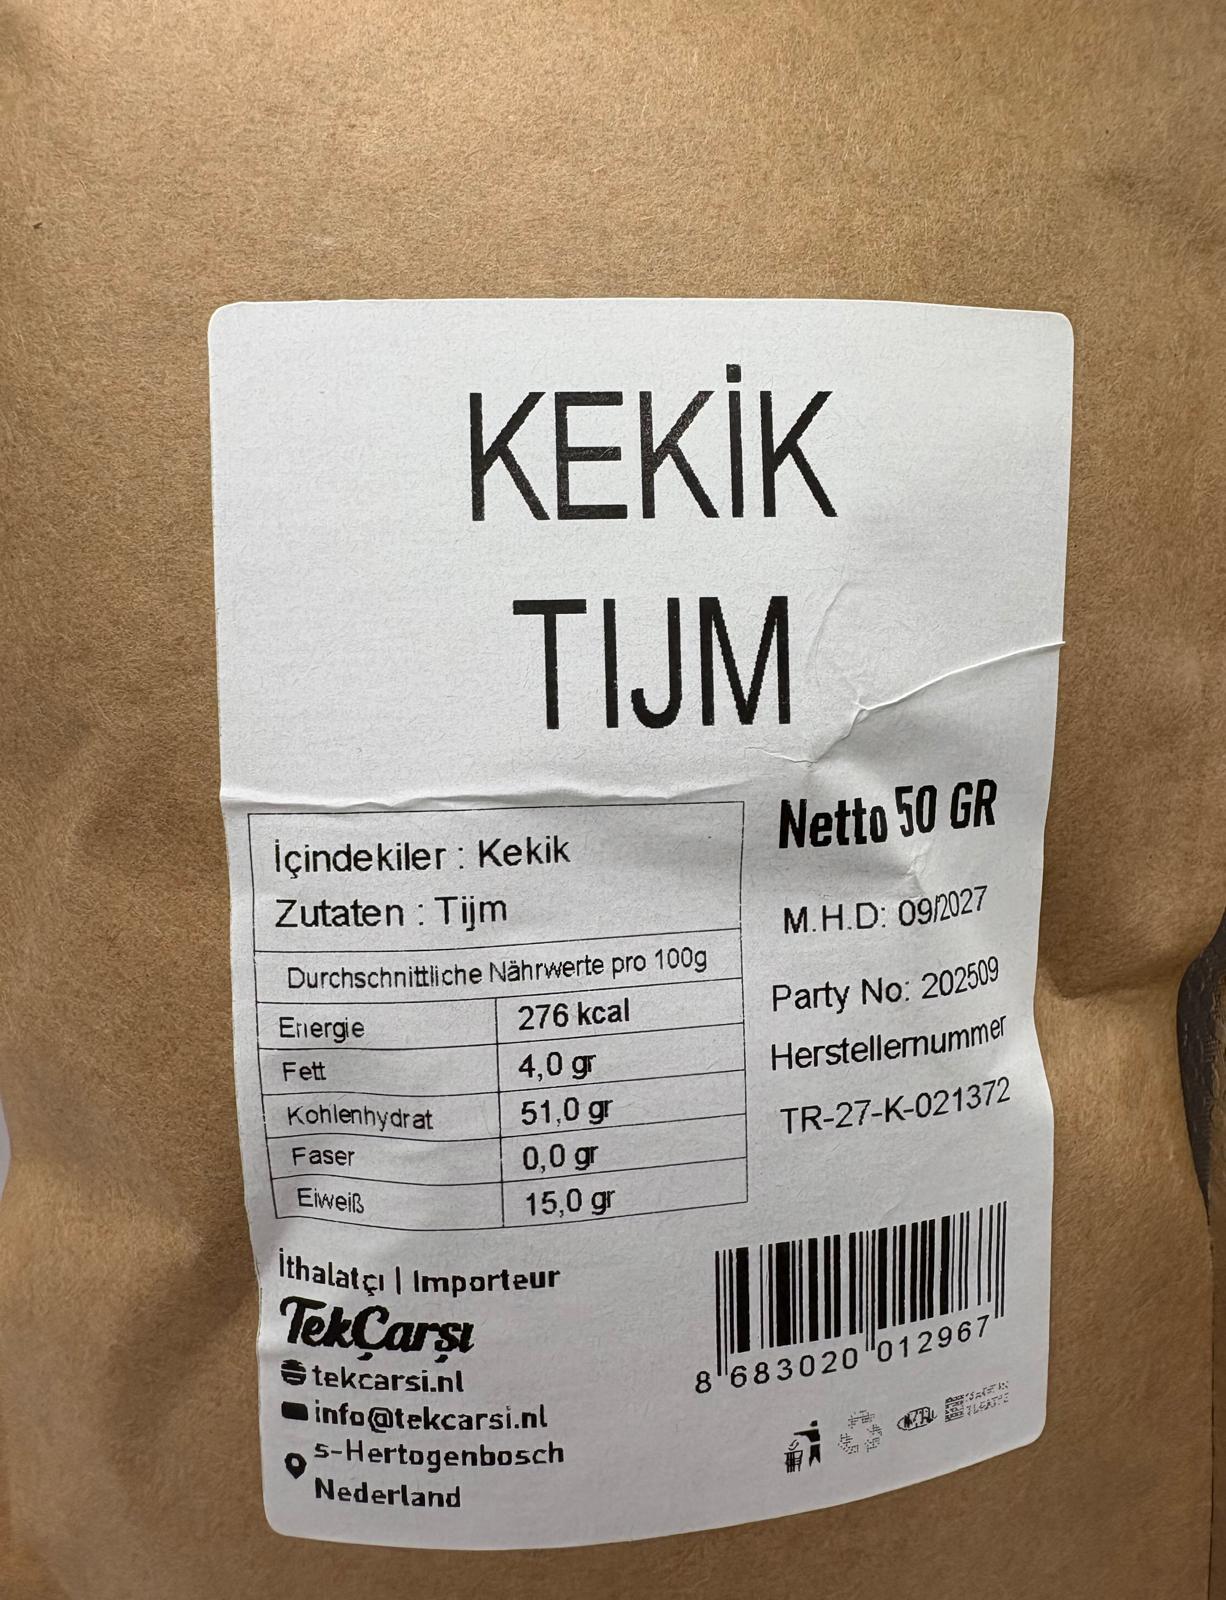 KEKİK
TIJM
İçindekiler : Kekik
Zutaten : Tijm
Durchschnittliche Nährwerte pro 100g
Energie 276 kcal
Fett 4,0 gr
Kohlenhydrat 51,0 gr
Faser 0,0 gr
Eiweiß 15,0 gr
Netto 50 GR
M.H.D: 09/2027
Party No: 202509
Herstellernummer
TR-27-K-021372
İthalatçı | Importeur
TekÇarşı
tekcarsi.nl
info@tekcarsi.nl
s-Hertogenbosch
Nederland
8 683020 012967